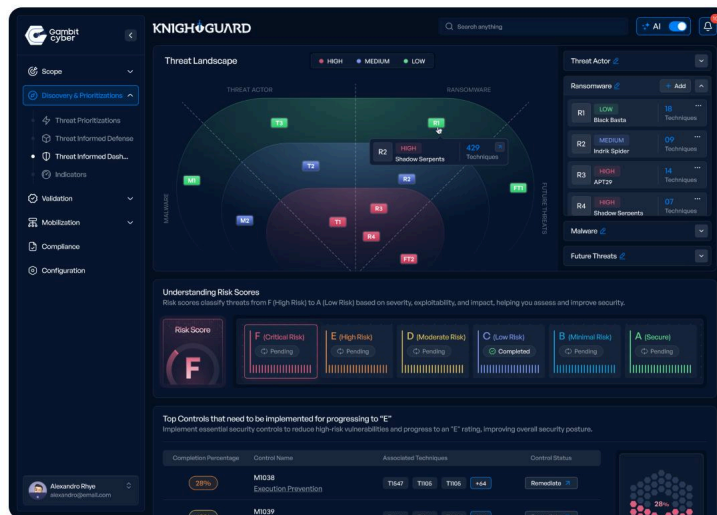 Gambit
cyber
KNIGHTGUARD
Search anything
AI
Scope
Discovery & Prioritizations
Threat Prioritizations
Threat Informed Defense
Threat Informed Dash...
Indicators
Validation
Mobilization
Compliance
Configuration
Alexandro Rhye
alexandro@email.com
Threat Landscape
HIGH
MEDIUM
LOW
THREAT ACTOR
RANSOMWARE
MALWARE
FUTURE THREATS
T3
R1
T2
R2
M1
FT1
M2
R3
T1
R4
FT2
R2
HIGH
Shadow Serpents
429
Techniques
Threat Actor
Ransomware
+ Add
R1
LOW
Black Basta
18
Techniques
R2
MEDIUM
Indrik Spider
09
Techniques
R3
HIGH
APT29
14
Techniques
R4
HIGH
Shadow Serpents
07
Techniques
Malware
Future Threats
Understanding Risk Scores
Risk scores classify threats from F (High Risk) to A (Low Risk) based on severity, exploitability, and impact, helping you assess and improve security.
Risk Score
F
F (Critical Risk)
Pending
E (High Risk)
Pending
D (Moderate Risk)
Pending
C (Low Risk)
Completed
B (Minimal Risk)
Pending
A (Secure)
Pending
Top Controls that need to be implemented for progressing to "E"
Implement essential security controls to reduce high-risk vulnerabilities and progress to an "E" rating, improving overall security posture.
Completion Percentage
Control Name
Associated Techniques
Control Status
28%
M1038
Execution Prevention
T1647
T1105
T1105
+64
Remediate
M1039
28%